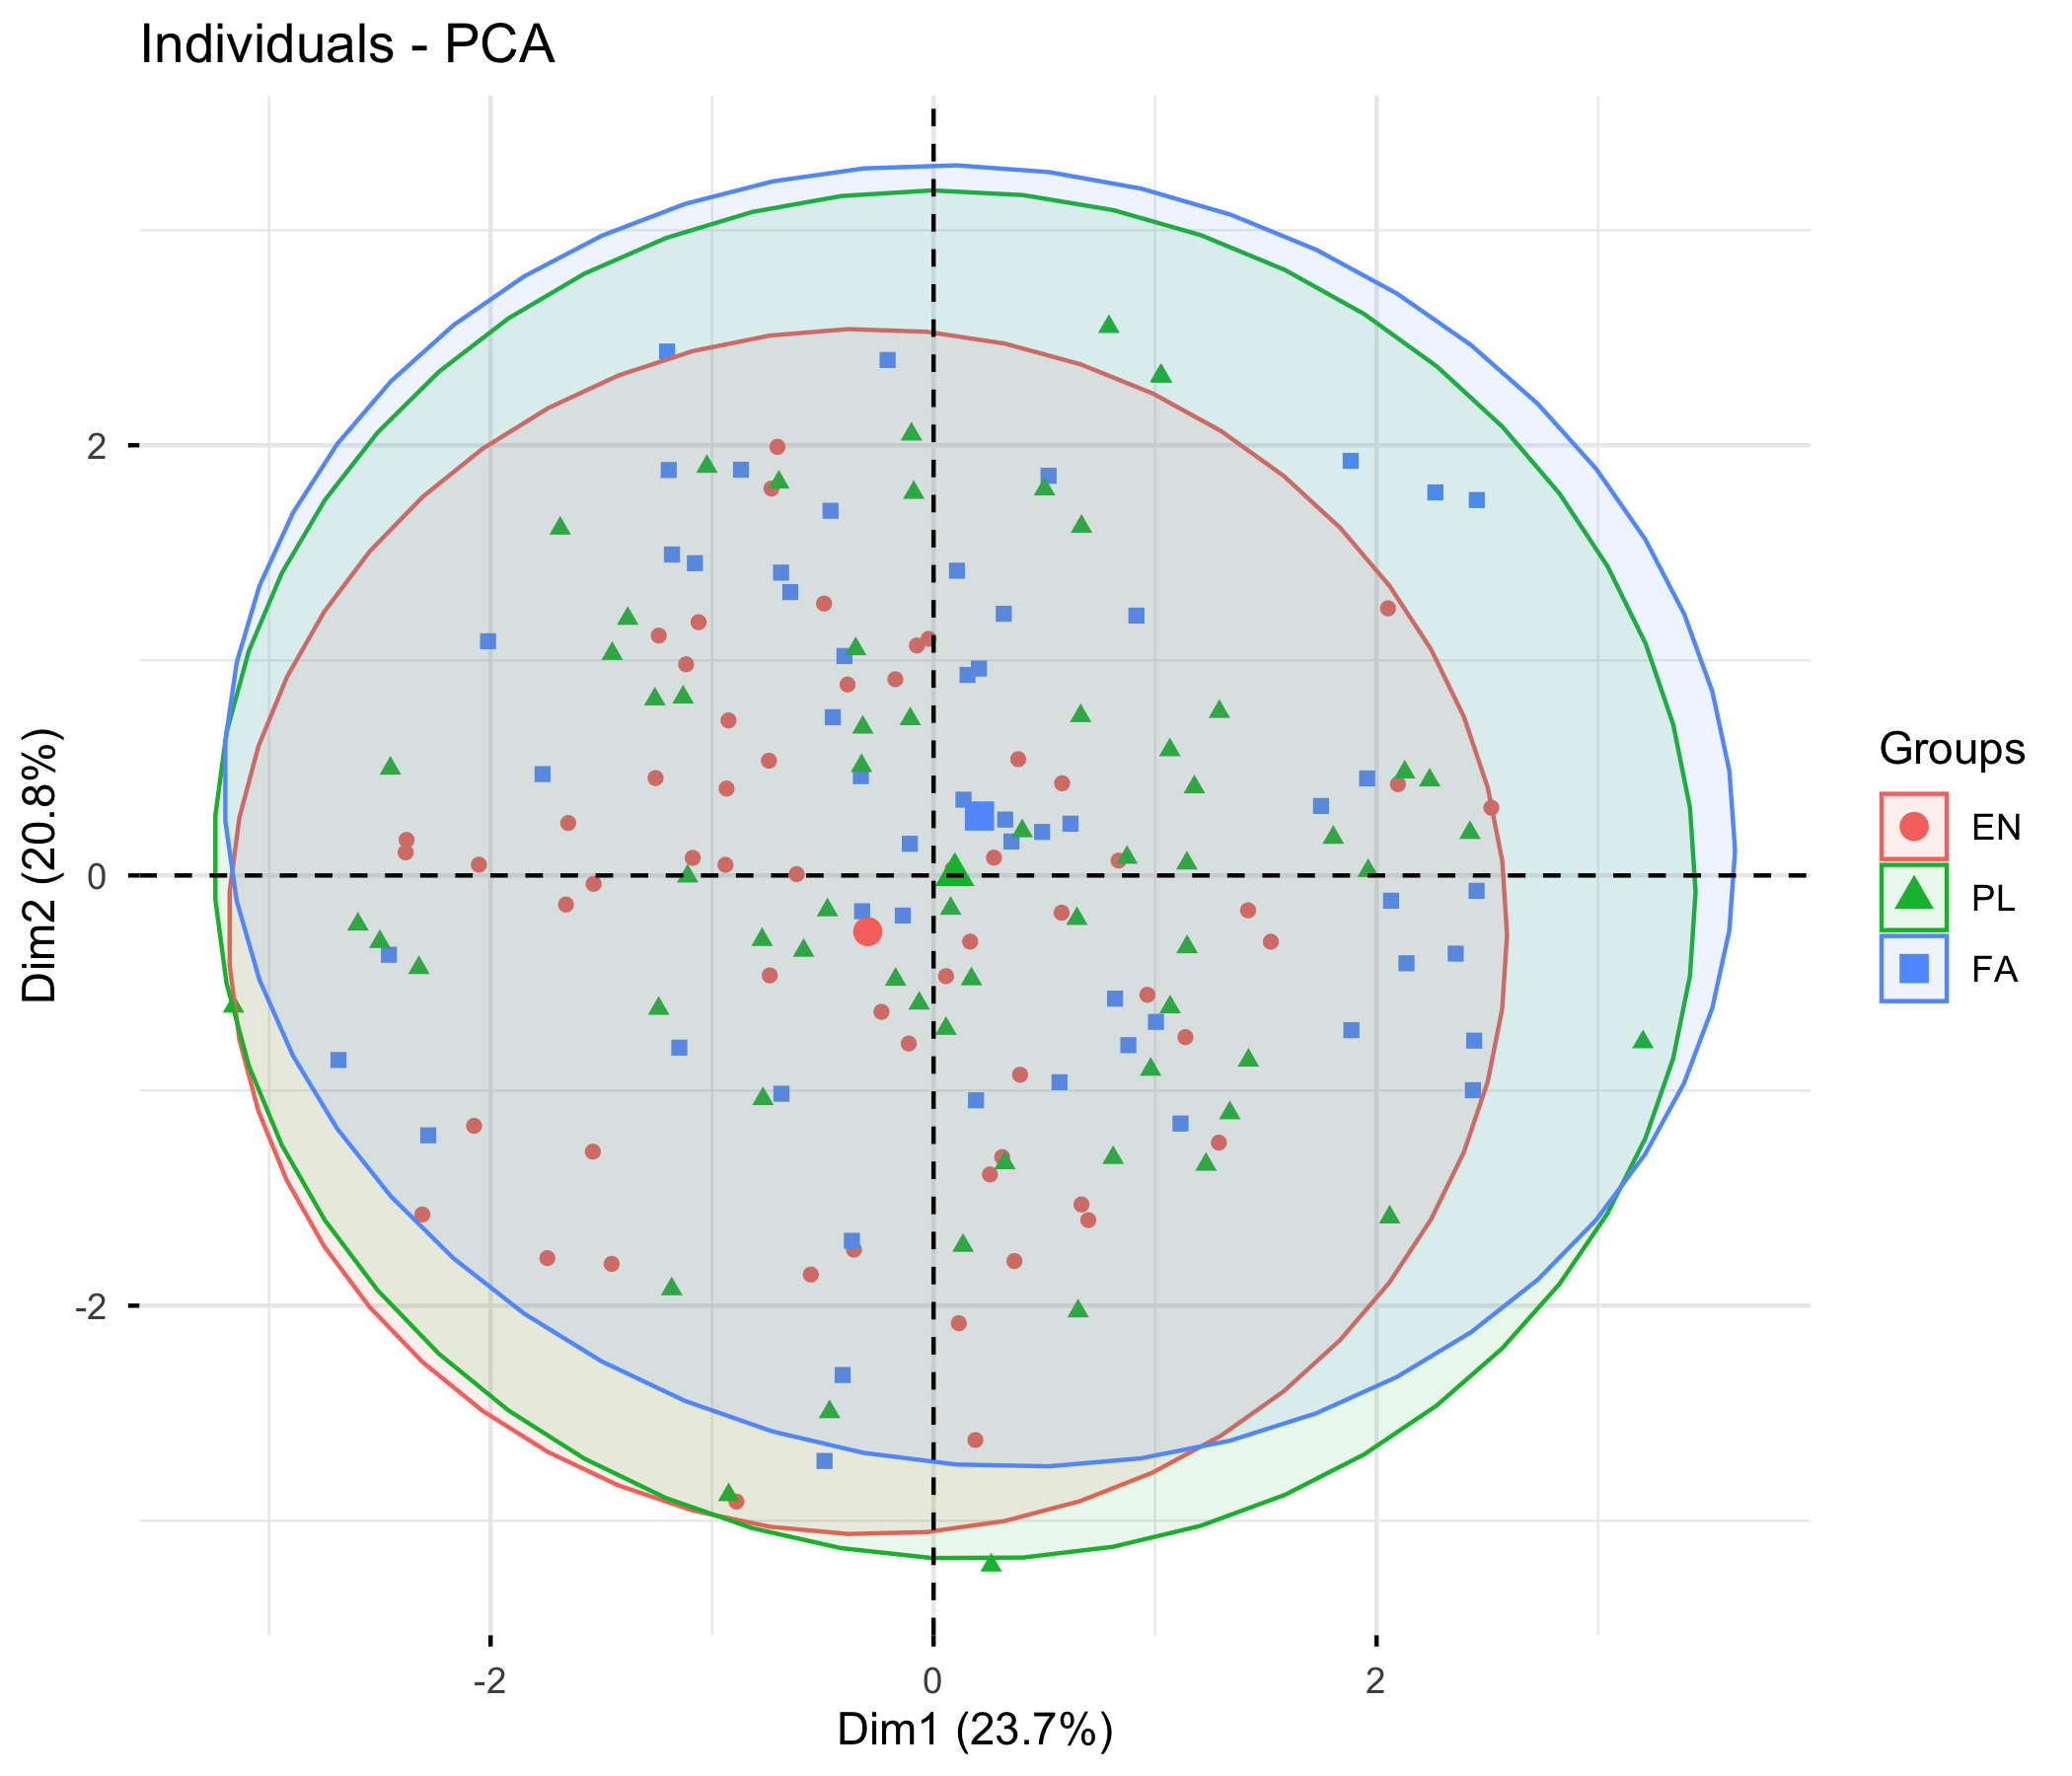 Individuals - PCA
2
0
-2
Dim2 (20.8%)
-2
0
2
Dim1 (23.7%)
Groups
EN
PL
FA